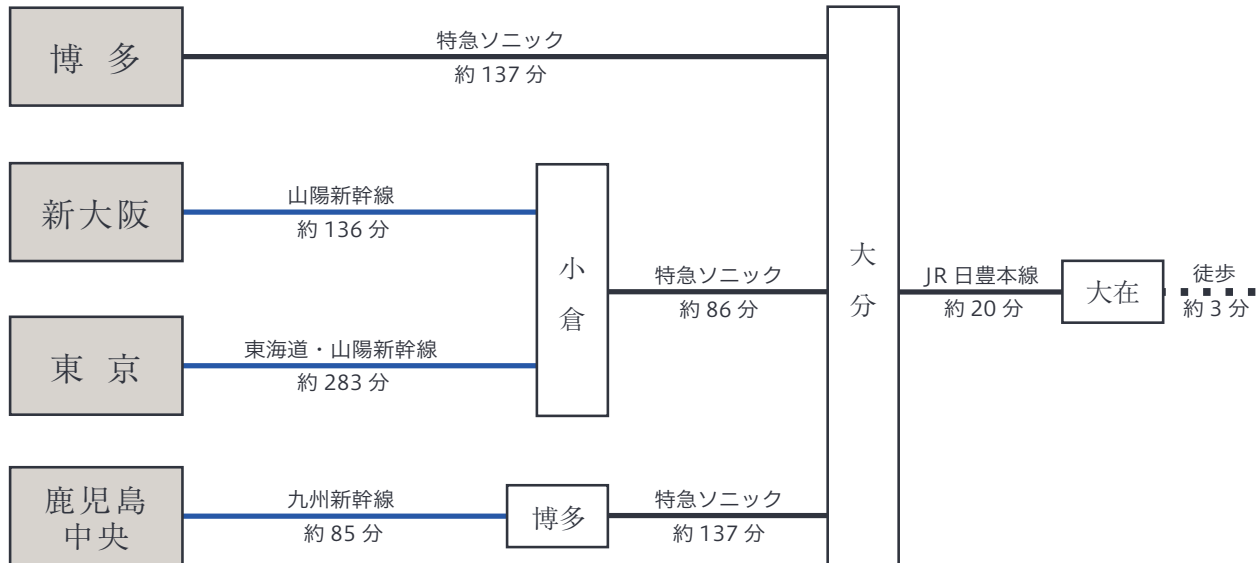 博多
特急ソニック
約 137 分
新大阪
山陽新幹線
約 136 分
東京
東海道・山陽新幹線
約 283 分
小倉
特急ソニック
約 86 分
鹿児島
中央
九州新幹線
約 85 分
博多
特急ソニック
約 137 分
大分
JR 日豊本線
約 20 分
大在
徒歩
約 3 分